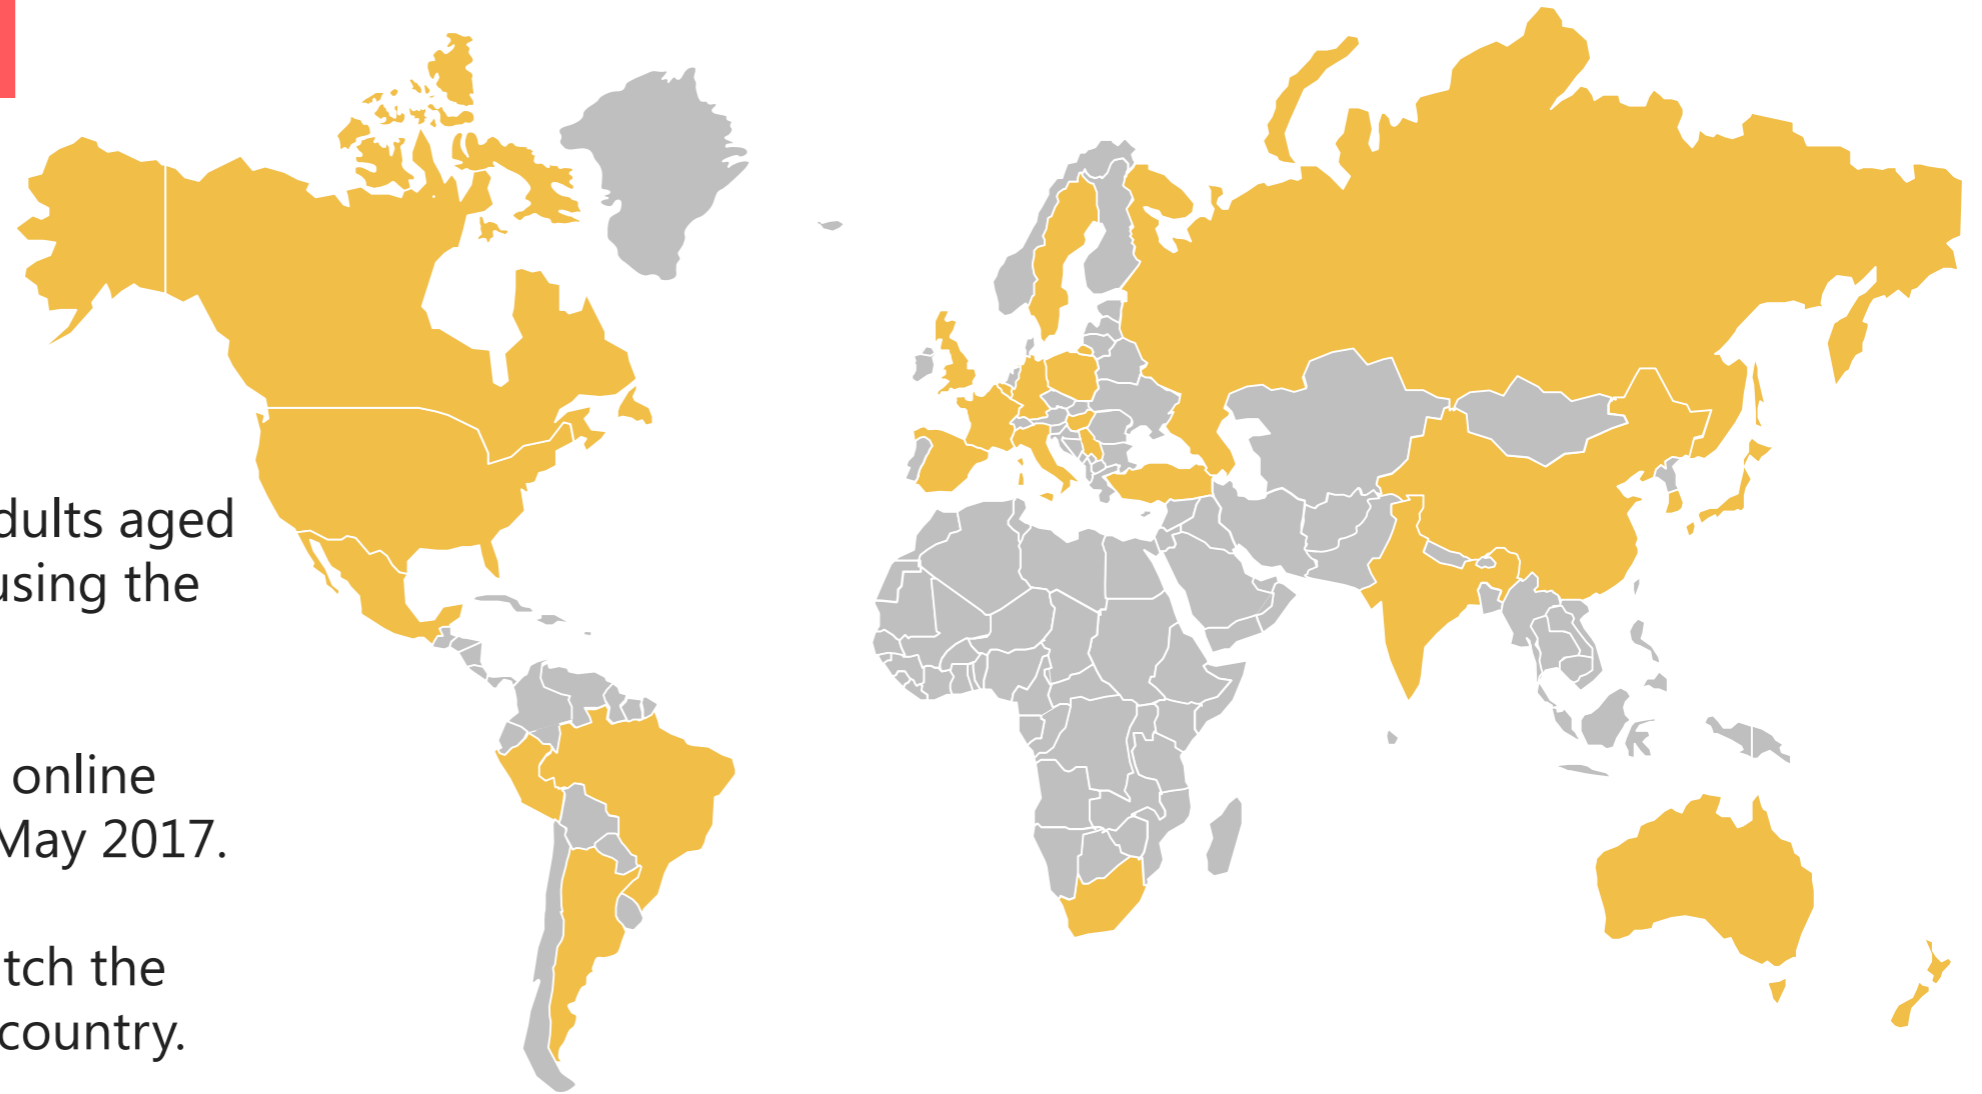 dults aged
using the
online
May 2017.
tch the
country.